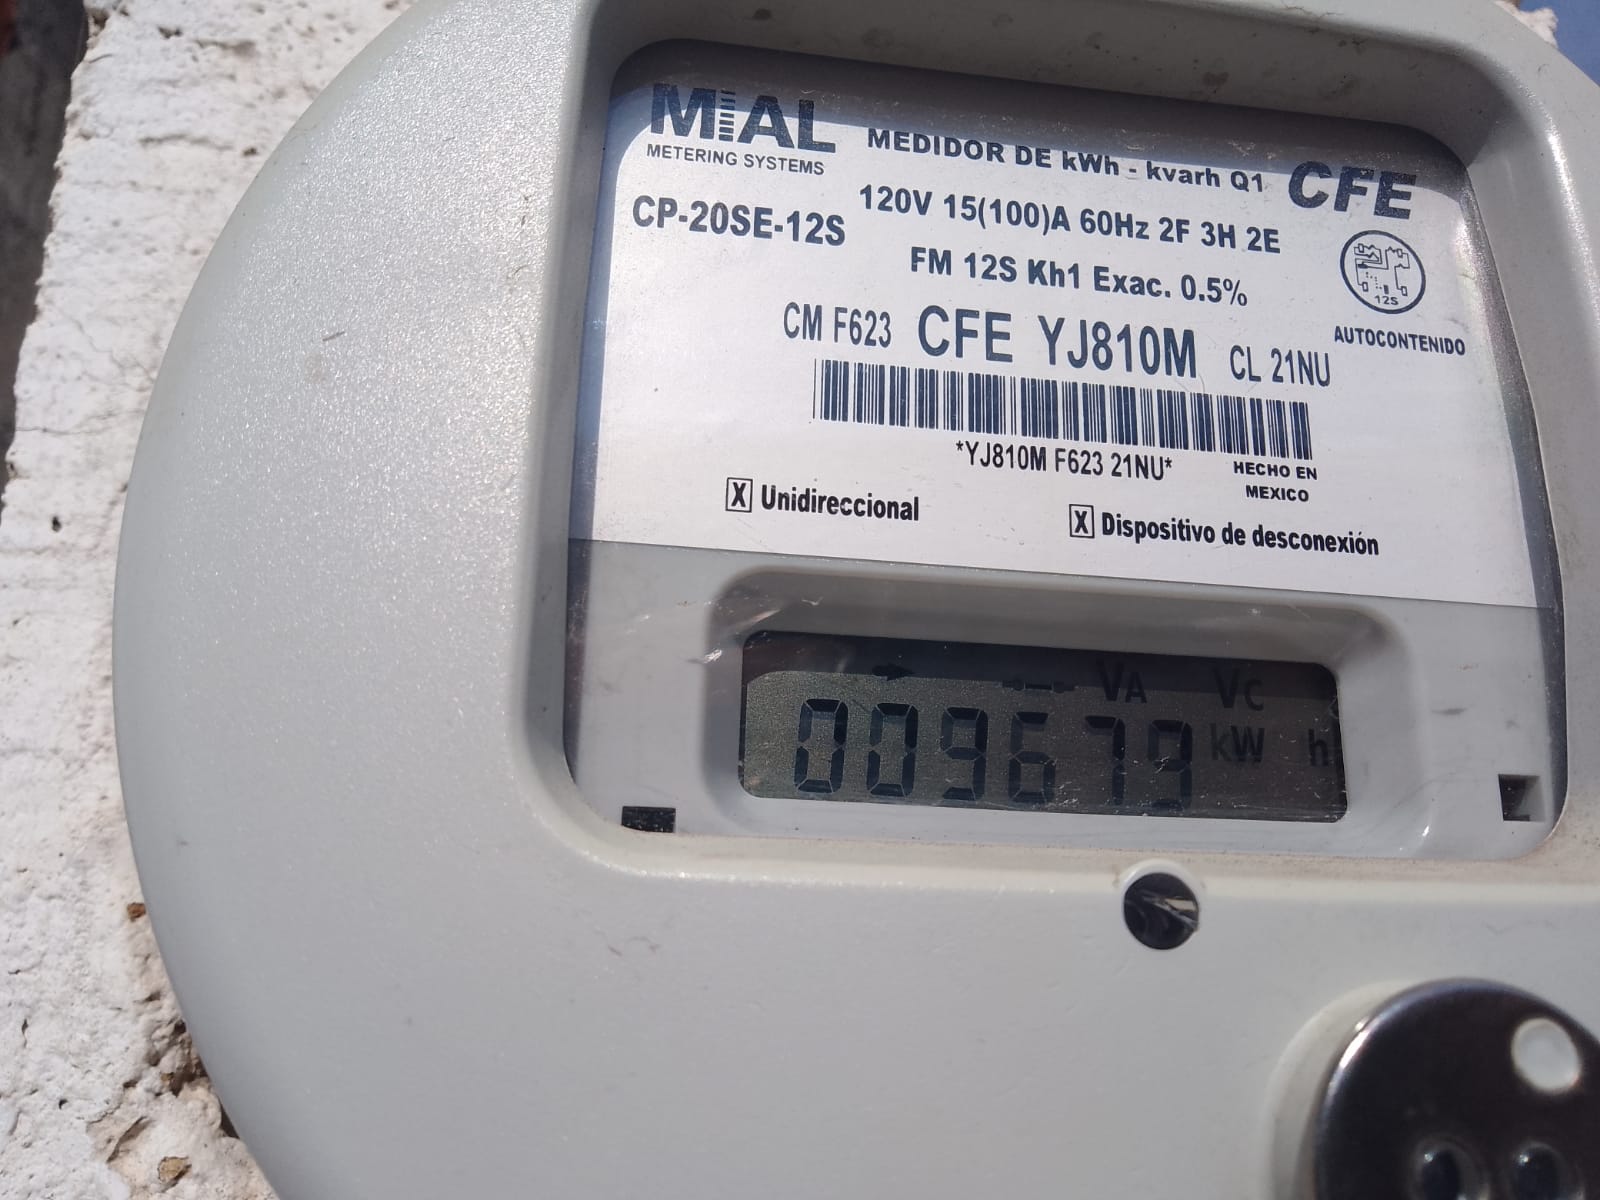 MiAL
METERING SYSTEMS
MEDIDOR DE kWh - kvarh Q1
CFE
CP-20SE-12S
120V 15(100)A 60Hz 2F 3H 2E
FM 12S Kh1 Exac. 0.5%
12S
AUTOCONTENIDO
CM F623 CFE YJ810M CL 21NU
*YJ810M F623 21NU*
HECHO EN
MEXICO
X Unidireccional
X Dispositivo de desconexión
VA VC
009679 kW h